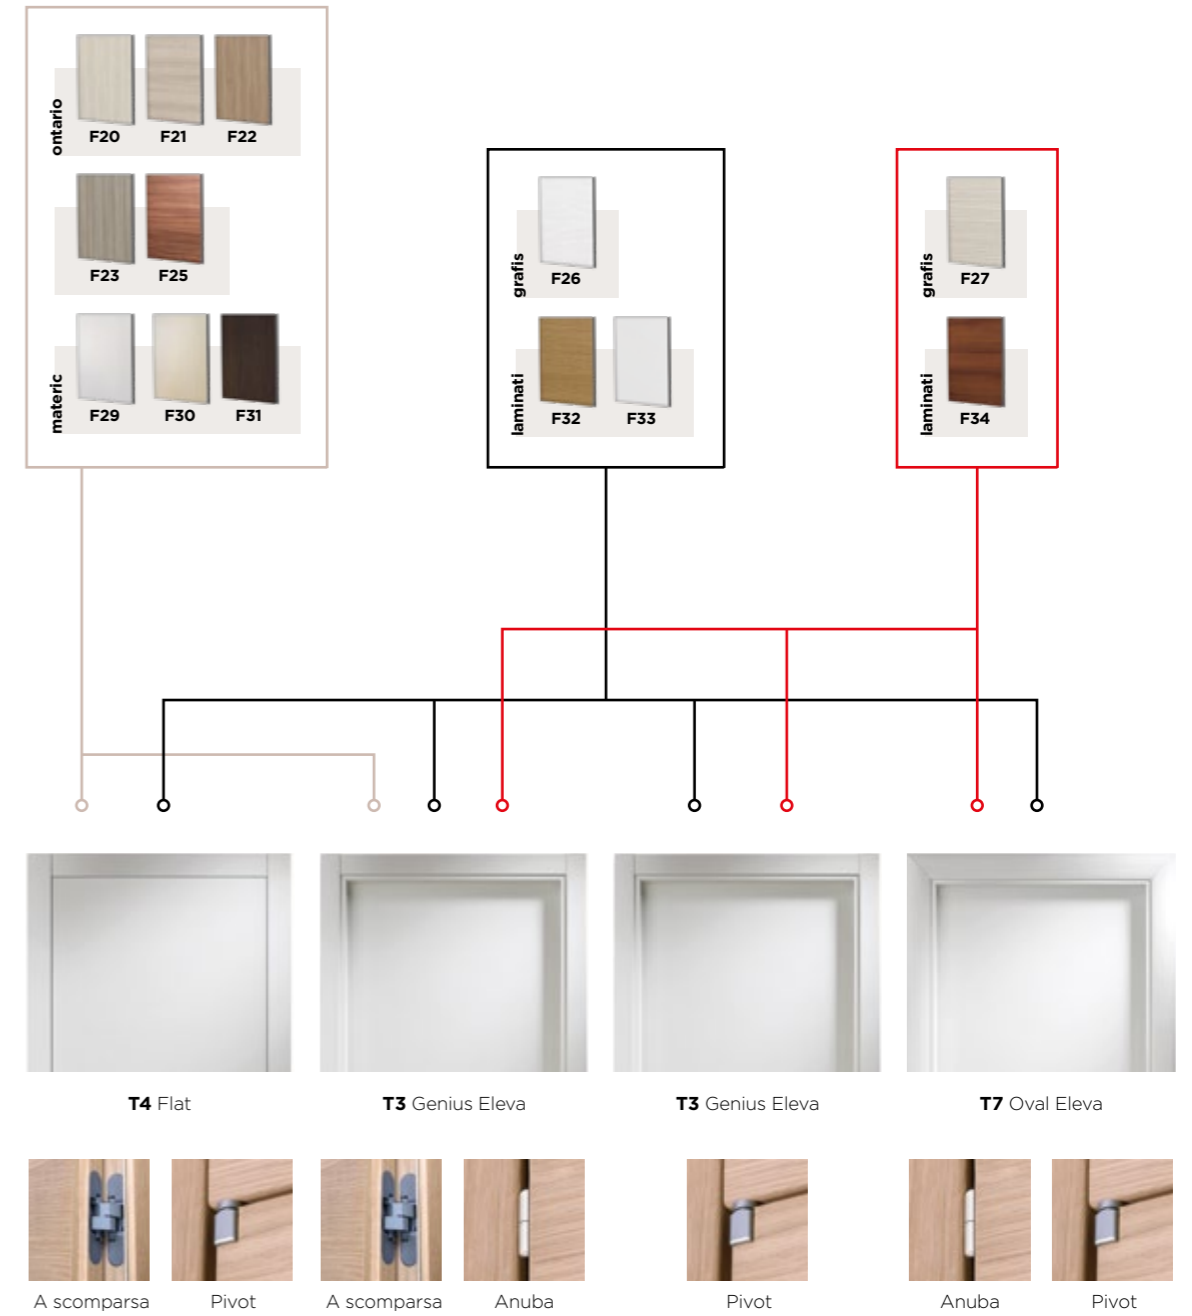 ontario
F20 F21 F22
F23 F25
materic
F29 F30 F31
grafis
F26
laminati
F32 F33
grafis
F27
laminati
F34
T4 Flat
T3 Genius Eleva
T3 Genius Eleva
T7 Oval Eleva
A scomparsa Pivot A scomparsa Anuba Pivot Anuba Pivot